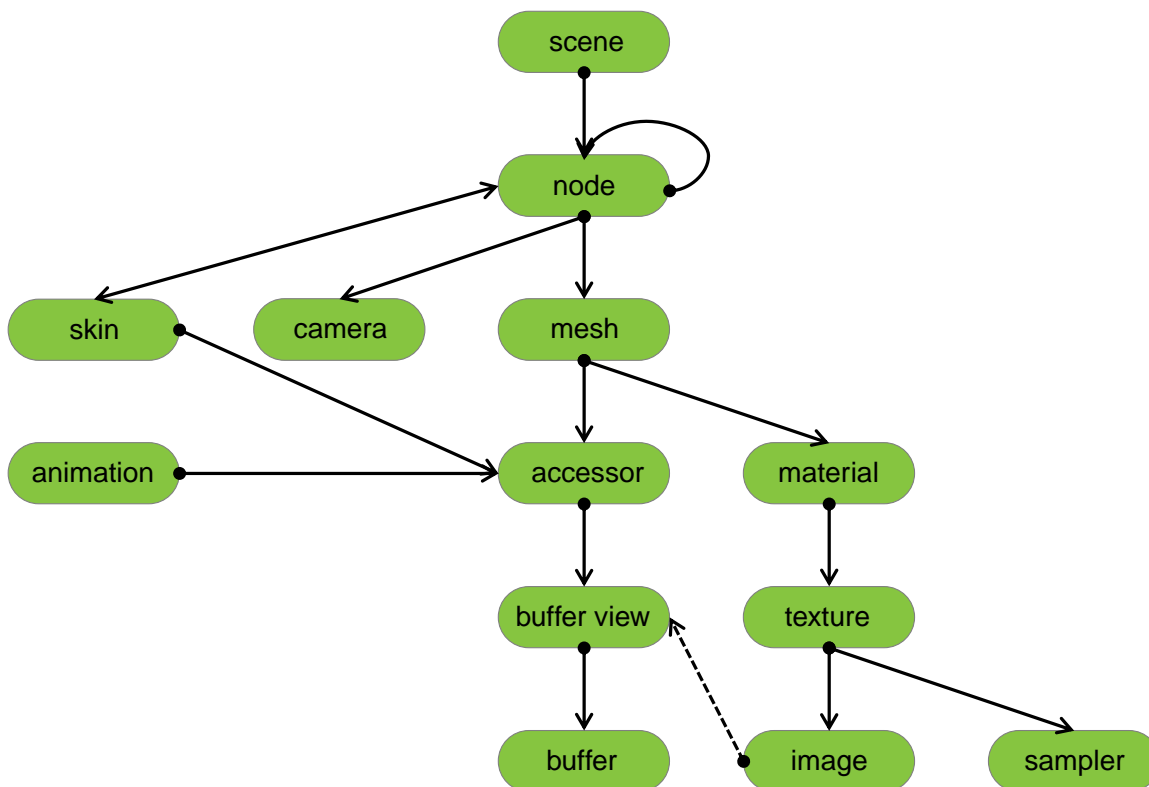 scene
node
skin
camera
mesh
animation
accessor
material
buffer view
texture
buffer
image
sampler